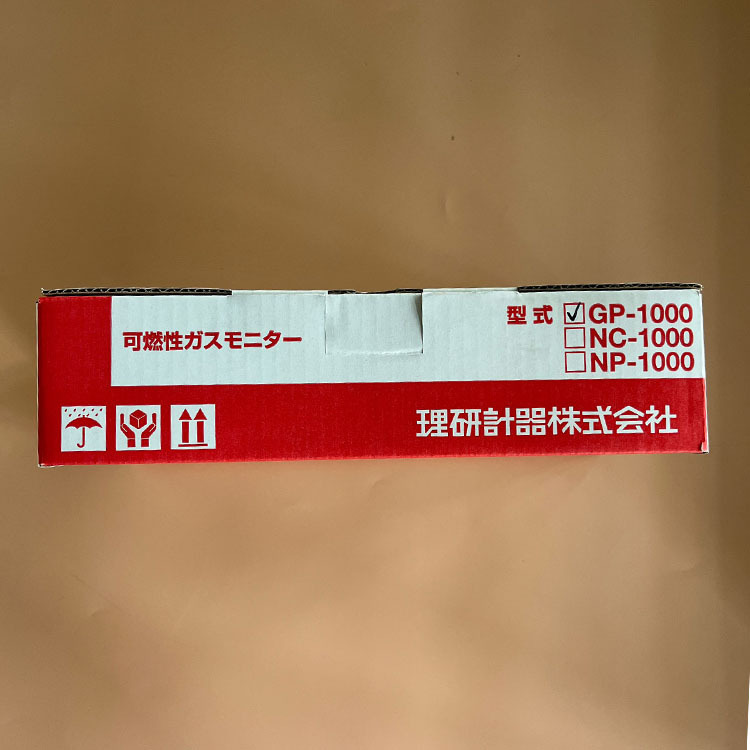 可燃性ガスモニター
型式 ☑GP-1000
☐NC-1000
☐NP-1000
理研計器株式会社